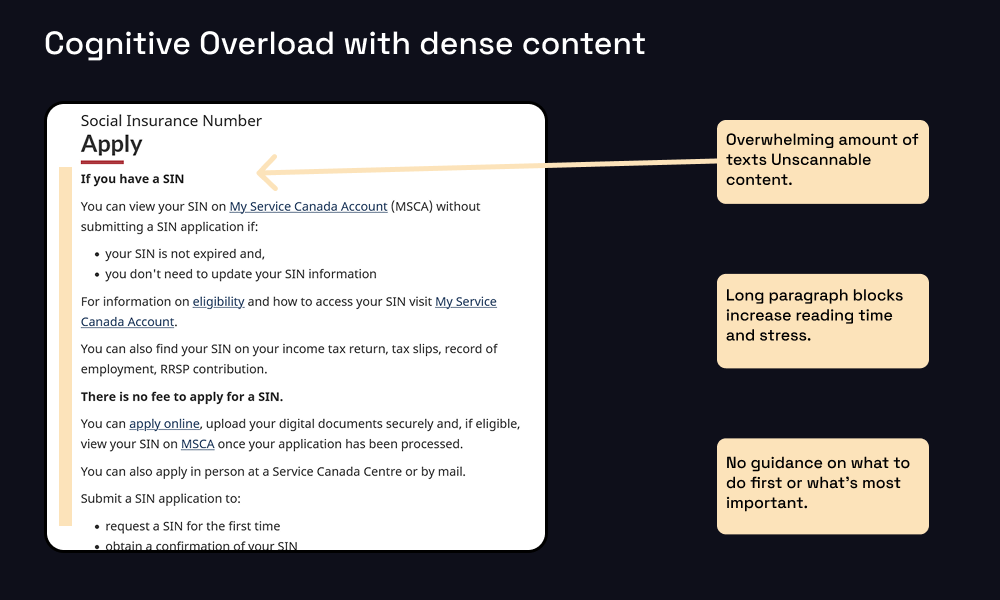 Cognitive Overload with dense content
Social Insurance Number
Apply
If you have a SIN
You can view your SIN on My Service Canada Account (MSCA) without
submitting a SIN application if:
• your SIN is not expired and,
• you don't need to update your SIN information
For information on eligibility and how to access your SIN visit My Service
Canada Account.
You can also find your SIN on your income tax return, tax slips, record of
employment, RRSP contribution.
There is no fee to apply for a SIN.
You can apply online, upload your digital documents securely and, if eligible,
view your SIN on MSCA once your application has been processed.
You can also apply in person at a Service Canada Centre or by mail.
Submit a SIN application to:
• request a SIN for the first time
• obtain a confirmation of your SIN
Overwhelming amount of
texts Unscannable
content.
Long paragraph blocks
increase reading time
and stress.
No guidance on what to
do first or what's most
important.